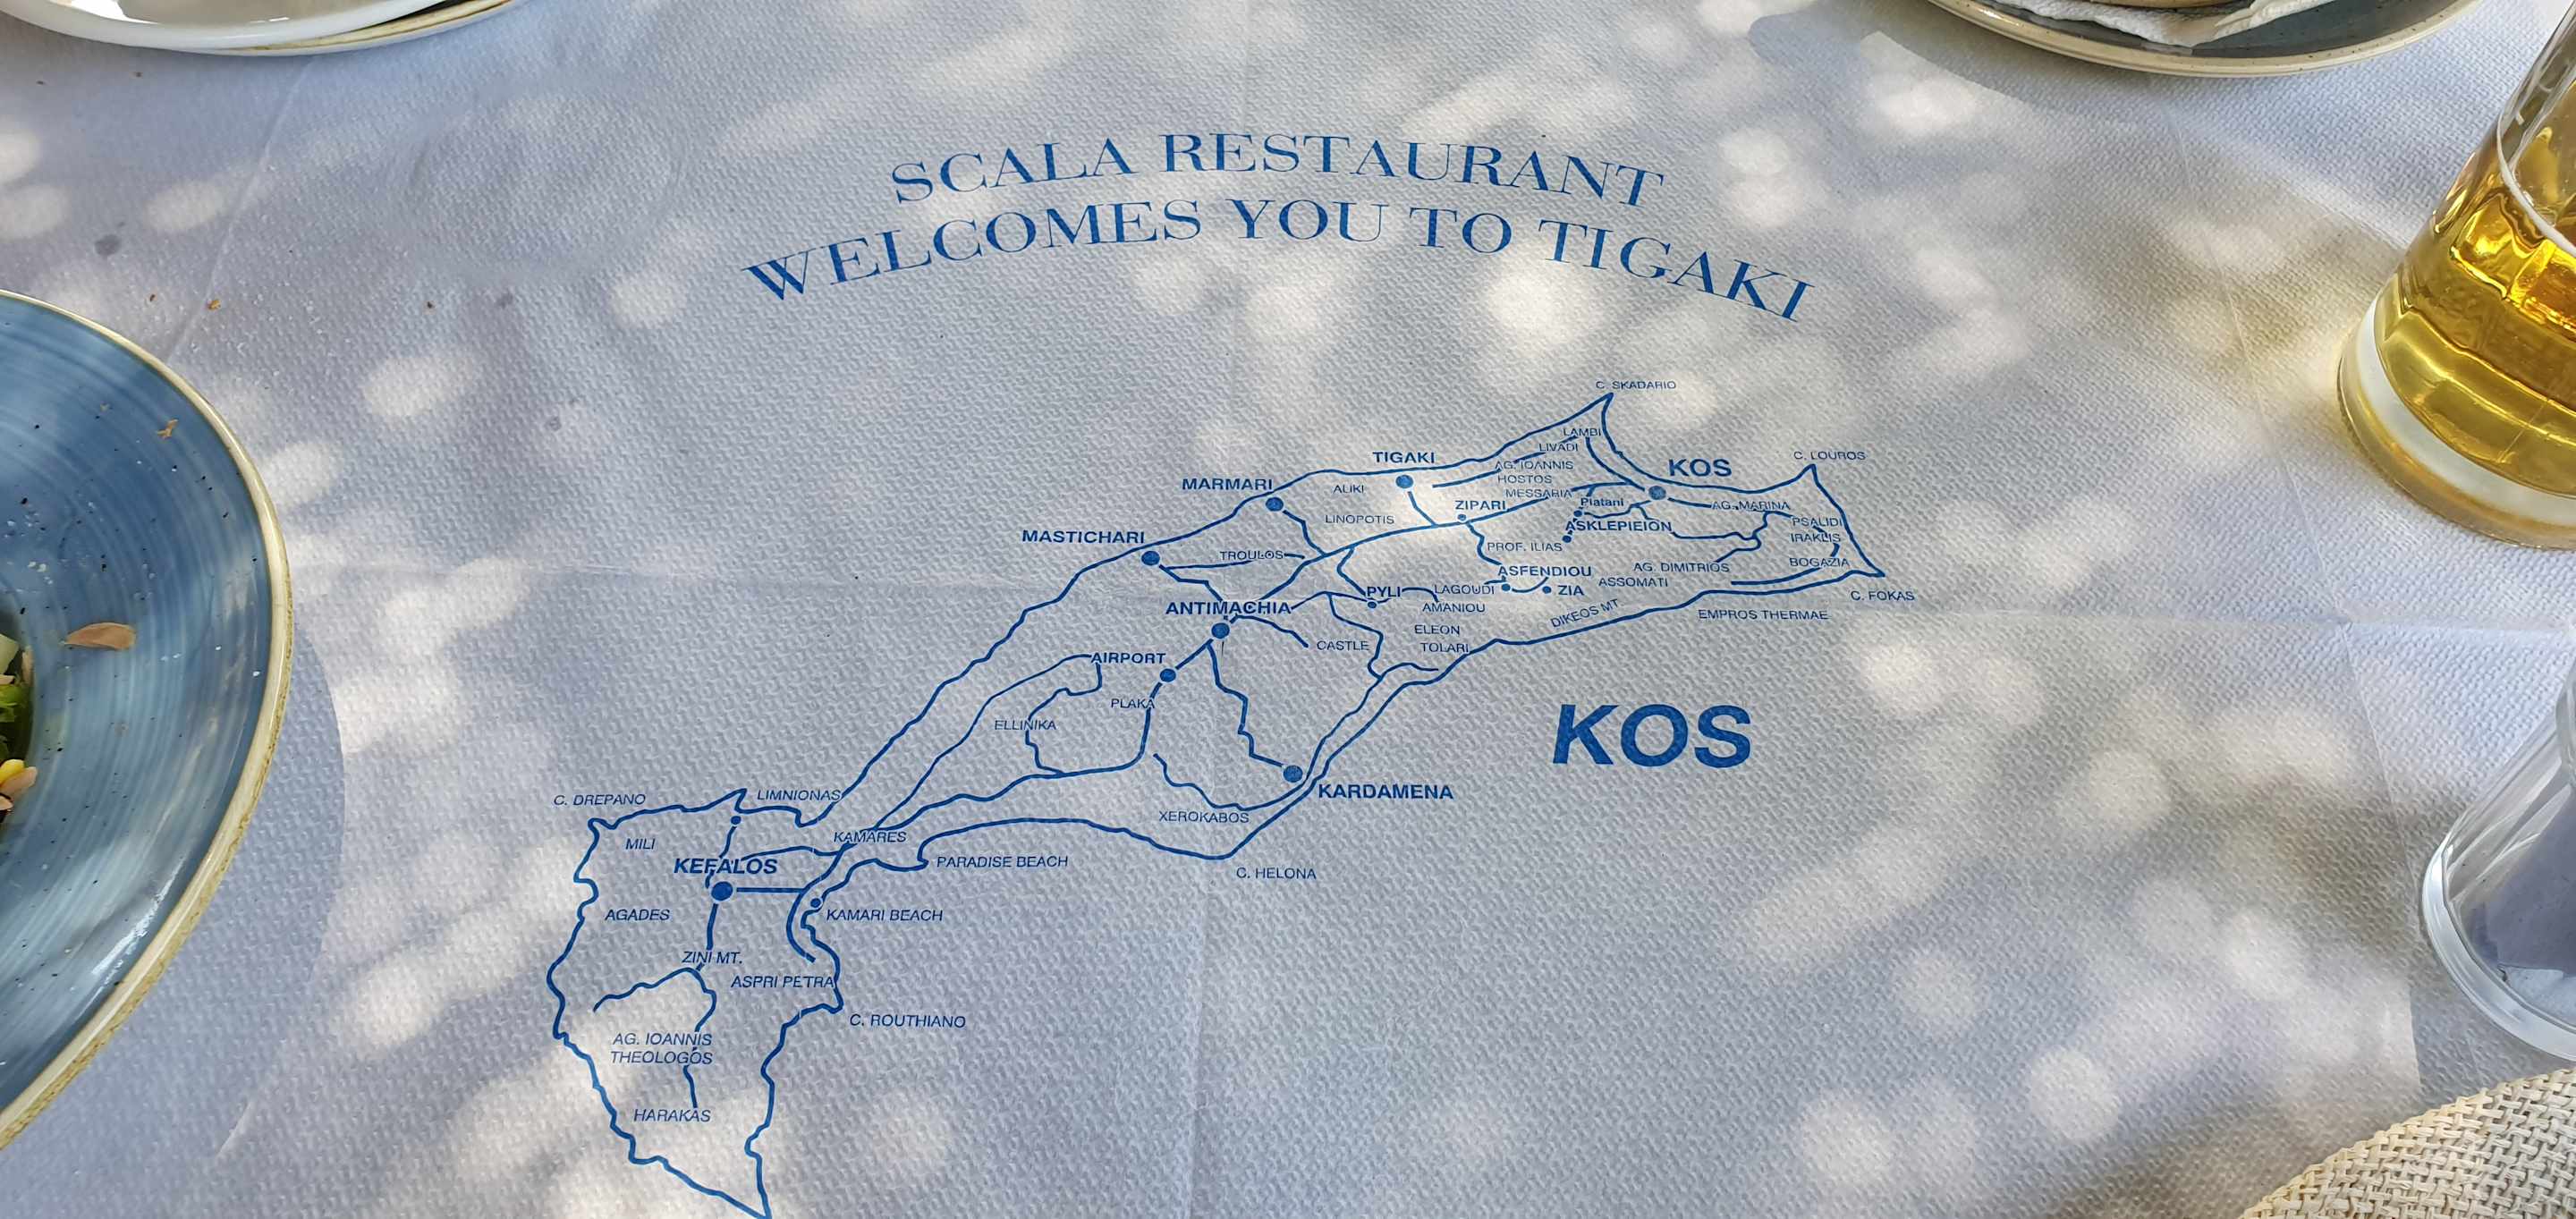 SCALA RESTAURANT
WELCOMES YOU TO TIGAKI
C. SKADARIO
LAMBI
LIVADI
TIGAKI
C. LOUROS
AG. IOANNIS
KOS
HOSTOS
MARMARI
ALIKI
MESSARIA
Platani
ZIPARI
AG. MARINA
LINOPOTIS
ASKLEPIEION
PSALIDI
MASTICHARI
IRAKLIS
PROF. ILIAS
TROULOS
BOGAZIA
AG. DIMITRIOS
ASFENDIOU
ASSOMATI
PYLI
LAGOUDI
ZIA
C. FOKAS
ANTIMACHIA
AMANIOU
DIKEOS MT.
EMPROS THERMAE
ELEON
CASTLE
TOLARI
AIRPORT
PLAKA
ELLINIKA
KOS
KARDAMENA
C. DREPANO
LIMNIONAS
XEROKABOS
KAMARES
MILI
PARADISE BEACH
KEFALOS
C. HELONA
AGADES
KAMARI BEACH
ZINI MT.
ASPRI PETRA
C. ROUTHIANO
AG. IOANNIS
THEOLOGOS
HARAKAS